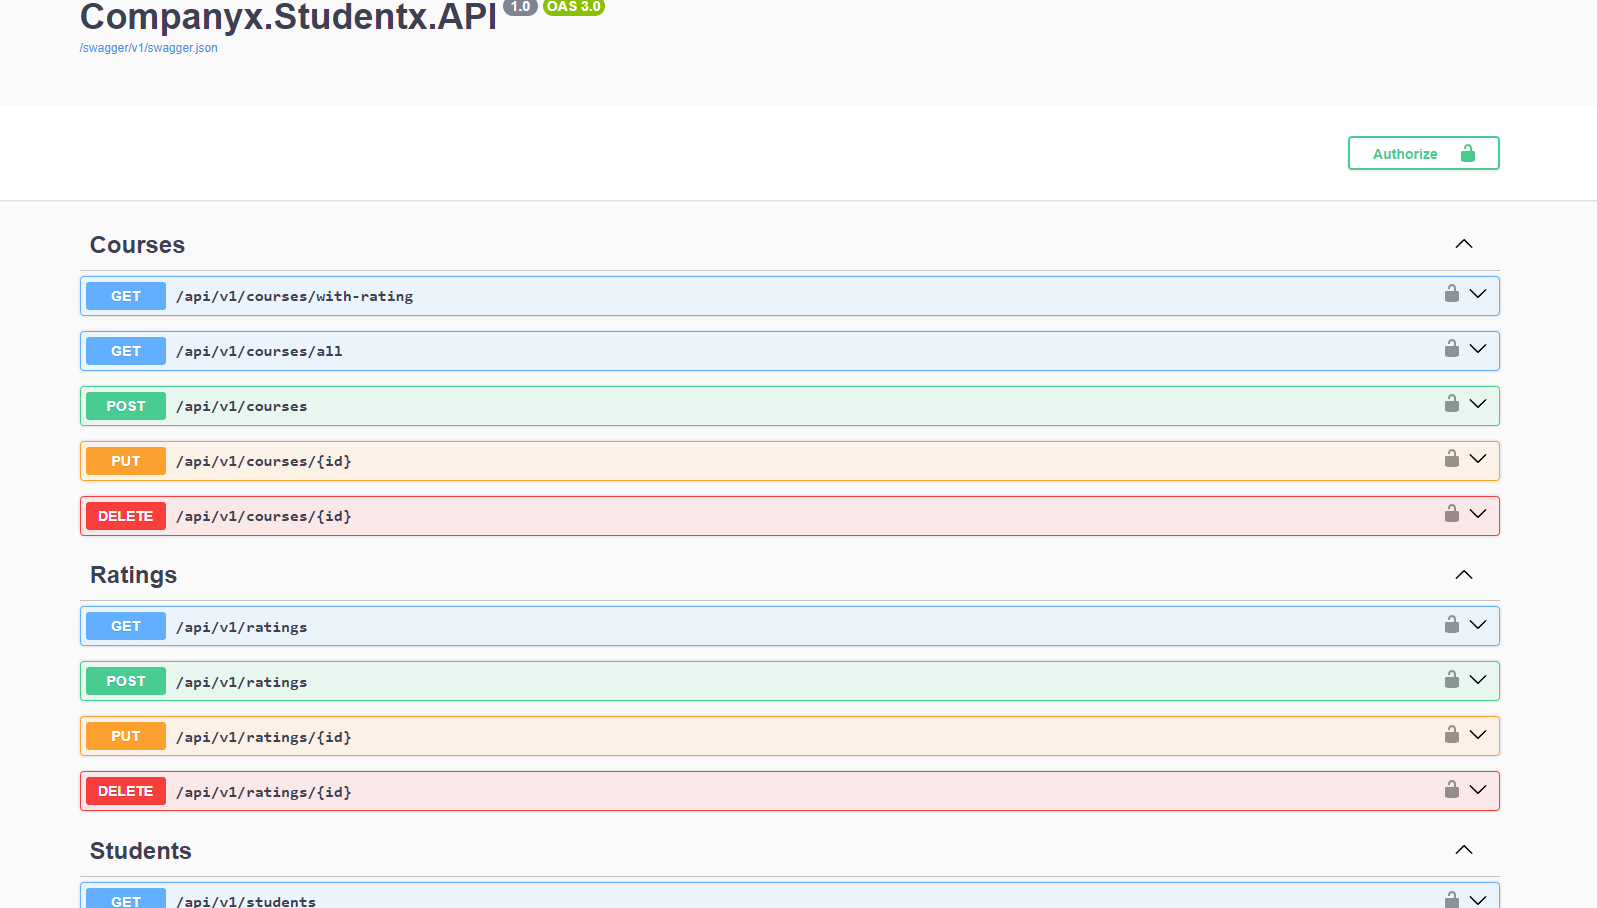 Companyx.Studentx.API 1.0 OAS 3.0
/swagger/v1/swagger.json
Authorize
Courses
GET /api/v1/courses/with-rating
GET /api/v1/courses/all
POST /api/v1/courses
PUT /api/v1/courses/{id}
DELETE /api/v1/courses/{id}
Ratings
GET /api/v1/ratings
POST /api/v1/ratings
PUT /api/v1/ratings/{id}
DELETE /api/v1/ratings/{id}
Students
GET /api/v1/students